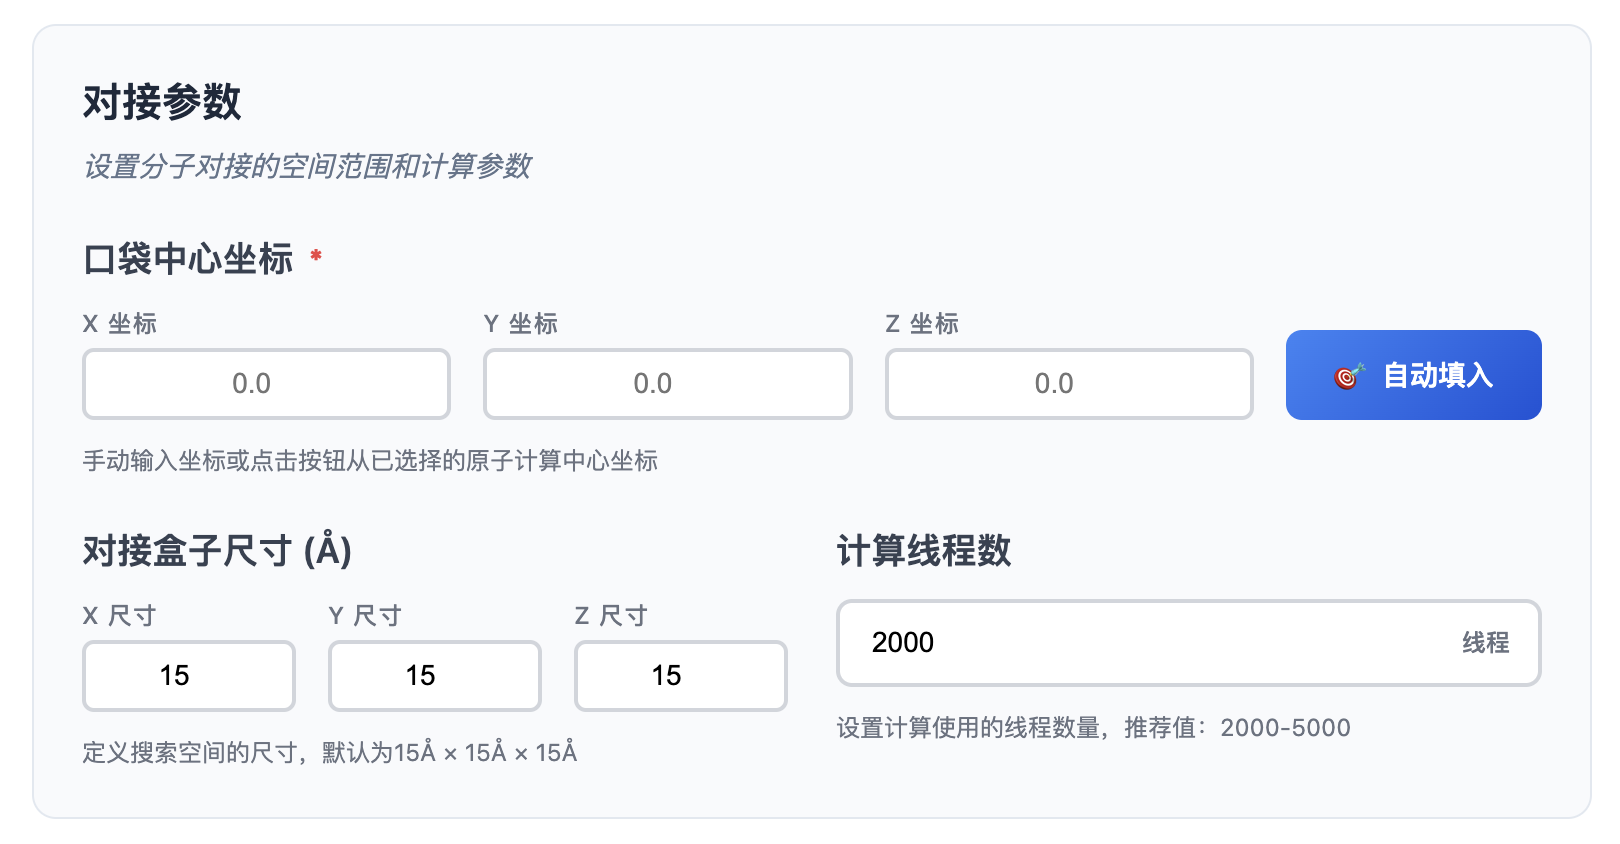 对接参数
设置分子对接的空间范围和计算参数
口袋中心坐标 *
X 坐标
Y 坐标
Z 坐标
0.0
0.0
0.0
自动填入
手动输入坐标或点击按钮从已选择的原子计算中心坐标
对接盒子尺寸 (Å)
X 尺寸
Y 尺寸
Z 尺寸
15
15
15
定义搜索空间的尺寸，默认为15Å × 15Å × 15Å
计算线程数
2000
线程
设置计算使用的线程数量，推荐值：2000-5000